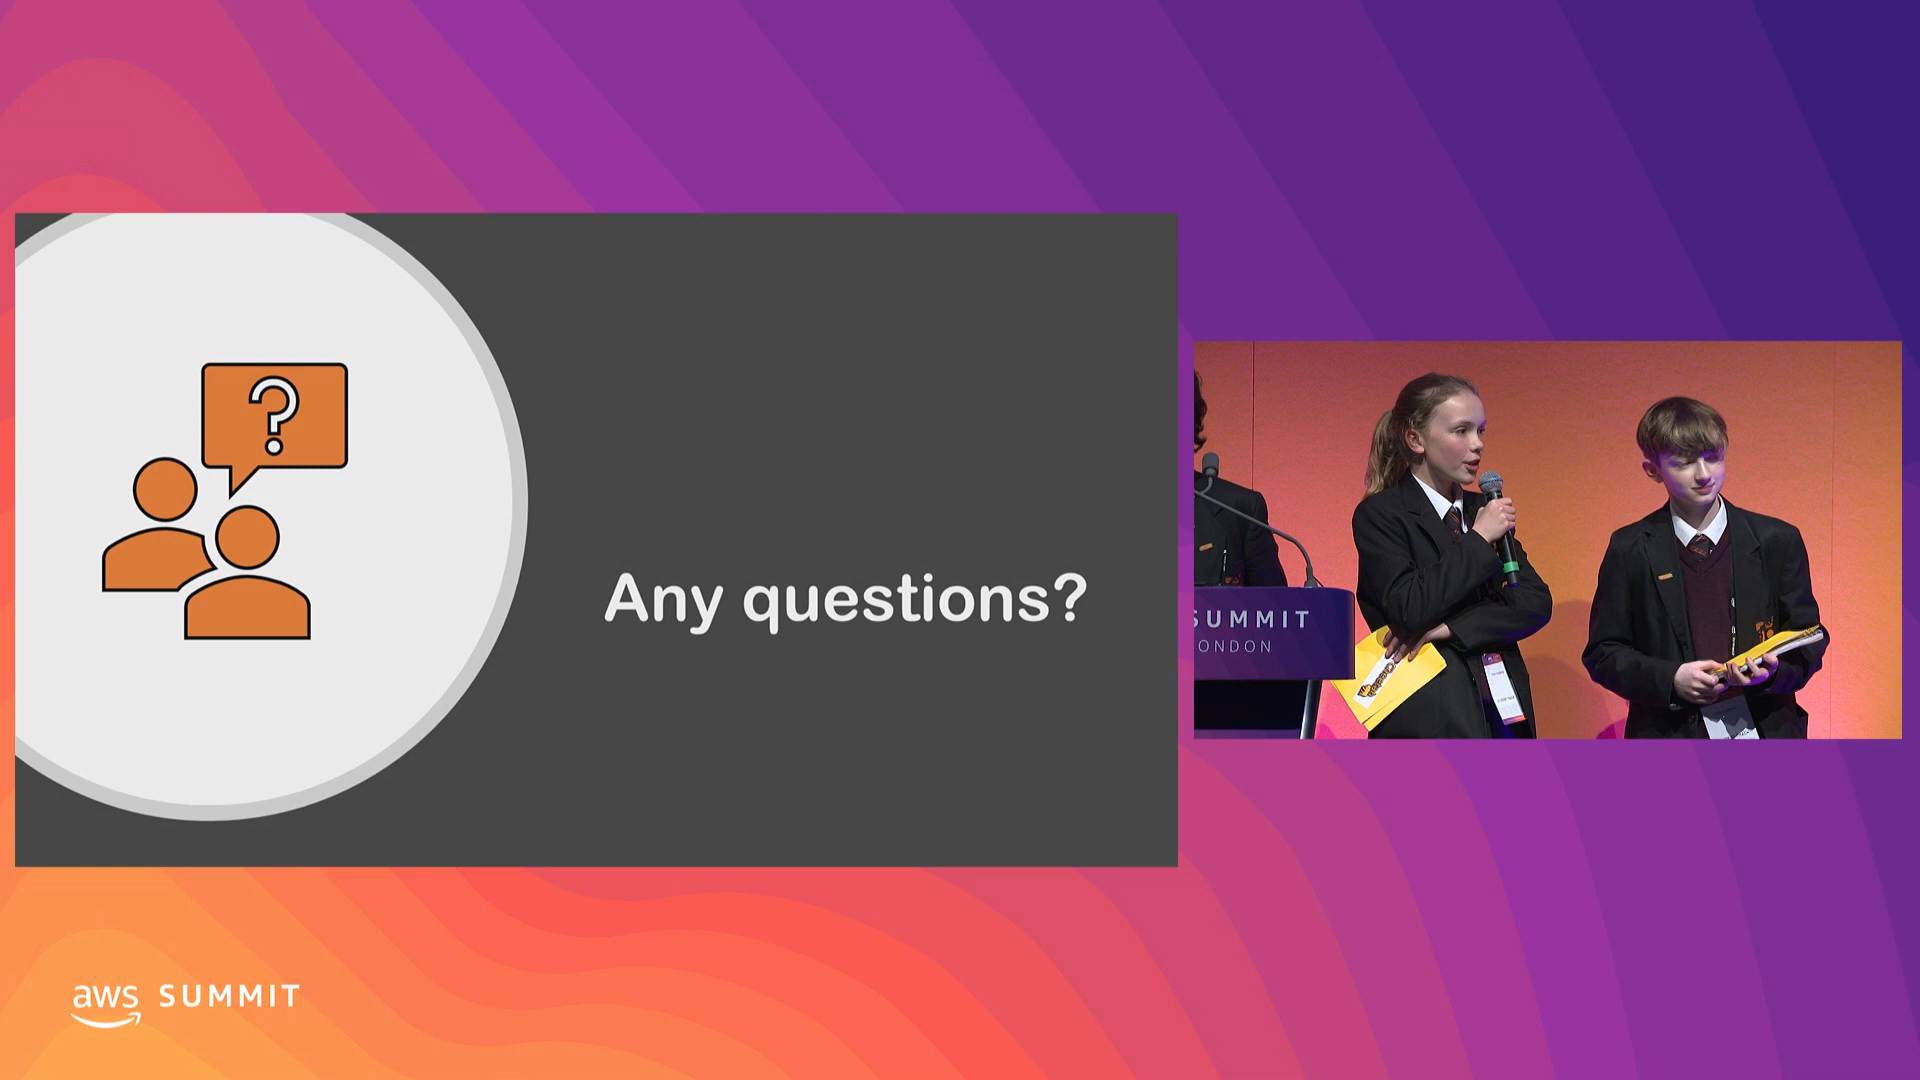 ?
Any questions?
SUMMIT
ONDON
aws SUMMIT